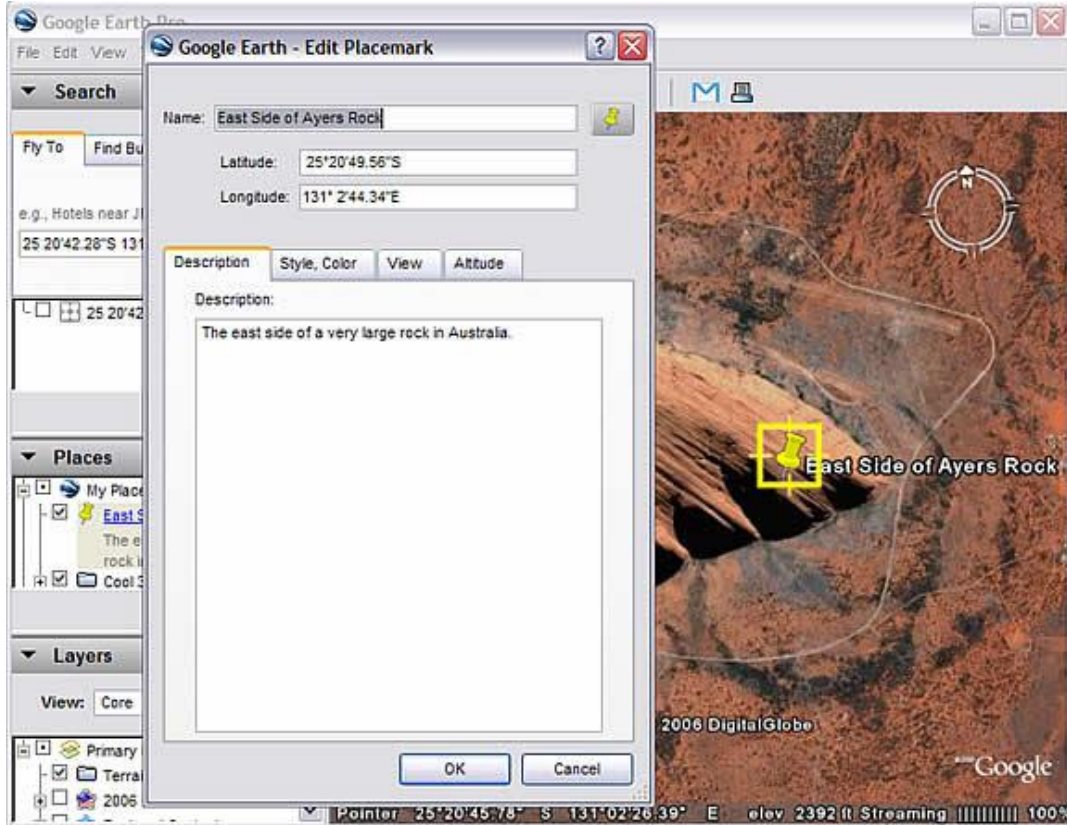 Google Earth Pro
File Edit View
Google Earth - Edit Placemark
?
Search
Name: East Side of Ayers Rock
Fly To Find Bu
Latitude: 25°20'49.56"S
Longitude: 131° 2'44.34"E
e.g., Hotels near J
25 20'42.28"S 131
N
Description Style, Color View Altitude
25 20'42
Description:
The east side of a very large rock in Australia.
Places
My Place
East S
The e
rock i
Cool 3
East Side of Ayers Rock
Layers
View: Core
2006 DigitalGlobe
Primary
Terrai
2006
OK Cancel
Google
Pointer 25°20'45.78" S 131°02'26.39" E elev 2392 ft Streaming |||||||||| 100%